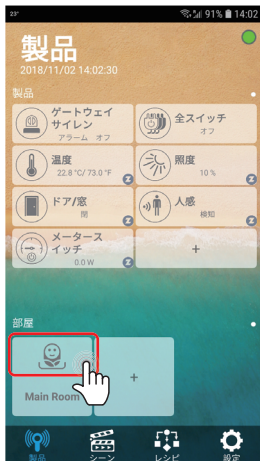 23°
91% 14:02
製品
2018/11/02 14:02:30
製品
ゲートウェイ
サイレン
アラーム オフ
全スイッチ
オフ
温度
22.8 °C/ 73.0 °F
照度
10 %
ドア/窓
閉
人感
検知
メータース
イッチ
0.0 W
+
部屋
Main Room
+
製品
シーン
レシピ
設定